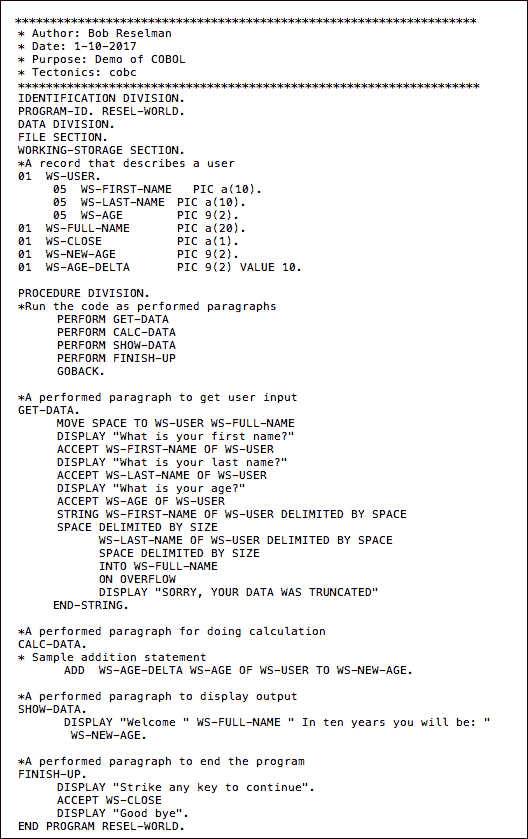 ******************************************************************
* Author: Bob Reselman
* Date: 1-10-2017
* Purpose: Demo of COBOL
* Tectonics: cobc
******************************************************************
IDENTIFICATION DIVISION.
PROGRAM-ID. RESEL-WORLD.
DATA DIVISION.
FILE SECTION.
WORKING-STORAGE SECTION.
*A record that describes a user
01  WS-USER.
     05  WS-FIRST-NAME   PIC a(10).
     05  WS-LAST-NAME  PIC a(10).
     05  WS-AGE        PIC 9(2).
01  WS-FULL-NAME       PIC a(20).
01  WS-CLOSE           PIC a(1).
01  WS-NEW-AGE         PIC 9(2).
01  WS-AGE-DELTA       PIC 9(2) VALUE 10.

PROCEDURE DIVISION.
*Run the code as performed paragraphs
      PERFORM GET-DATA
      PERFORM CALC-DATA
      PERFORM SHOW-DATA
      PERFORM FINISH-UP
      GOBACK.

*A performed paragraph to get user input
GET-DATA.
      MOVE SPACE TO WS-USER WS-FULL-NAME
      DISPLAY "What is your first name?"
      ACCEPT WS-FIRST-NAME OF WS-USER
      DISPLAY "What is your last name?"
      ACCEPT WS-LAST-NAME OF WS-USER
      DISPLAY "What is your age?"
      ACCEPT WS-AGE OF WS-USER
      STRING WS-FIRST-NAME OF WS-USER DELIMITED BY SPACE
      SPACE DELIMITED BY SIZE
            WS-LAST-NAME OF WS-USER DELIMITED BY SPACE
            SPACE DELIMITED BY SIZE
            INTO WS-FULL-NAME
            ON OVERFLOW
            DISPLAY "SORRY, YOUR DATA WAS TRUNCATED"
     END-STRING.

*A performed paragraph for doing calculation
CALC-DATA.
* Sample addition statement
       ADD  WS-AGE-DELTA WS-AGE OF WS-USER TO WS-NEW-AGE.

*A performed paragraph to display output
SHOW-DATA.
       DISPLAY "Welcome " WS-FULL-NAME " In ten years you will be: "
        WS-NEW-AGE.

*A performed paragraph to end the program
FINISH-UP.
      DISPLAY "Strike any key to continue".
      ACCEPT WS-CLOSE
      DISPLAY "Good bye".
END PROGRAM RESEL-WORLD.